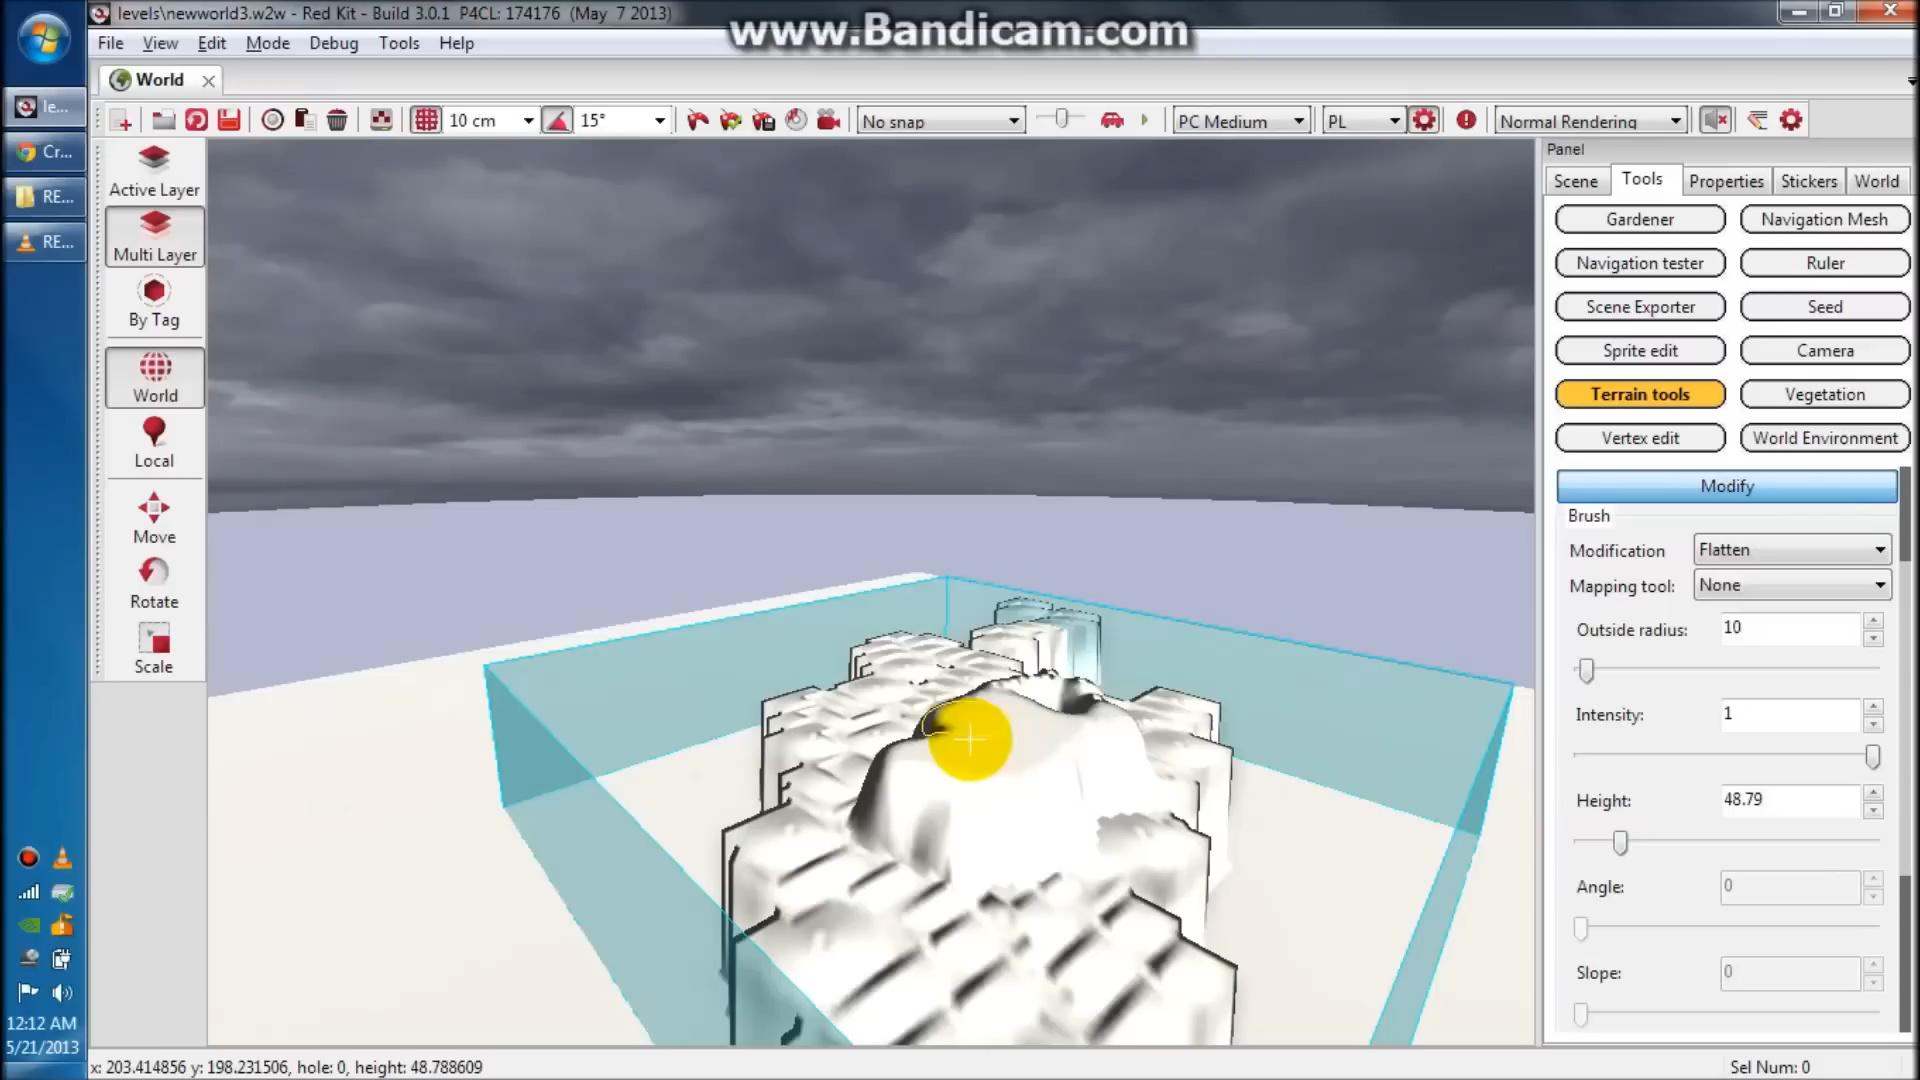 levels\newworld3.w2w - Red Kit - Build 3.0.1  P4CL: 174176  (May  7 2013)
www.Bandicam.com
File View Edit Mode Debug Tools Help
World
10 cm
15°
No snap
PC Medium
PL
Normal Rendering
le...
Cr...
RE...
RE...
Active Layer
Multi Layer
By Tag
World
Local
Move
Rotate
Scale
Panel
Scene Tools Properties Stickers World
Gardener Navigation Mesh
Navigation tester Ruler
Scene Exporter Seed
Sprite edit Camera
Terrain tools Vegetation
Vertex edit World Environment
Modify
Brush
Modification Flatten
Mapping tool: None
Outside radius: 10
Intensity: 1
Height: 48.79
Angle: 0
Slope: 0
12:12 AM
5/21/2013
x: 203.414856 y: 198.231506, hole: 0, height: 48.788609
Sel Num: 0